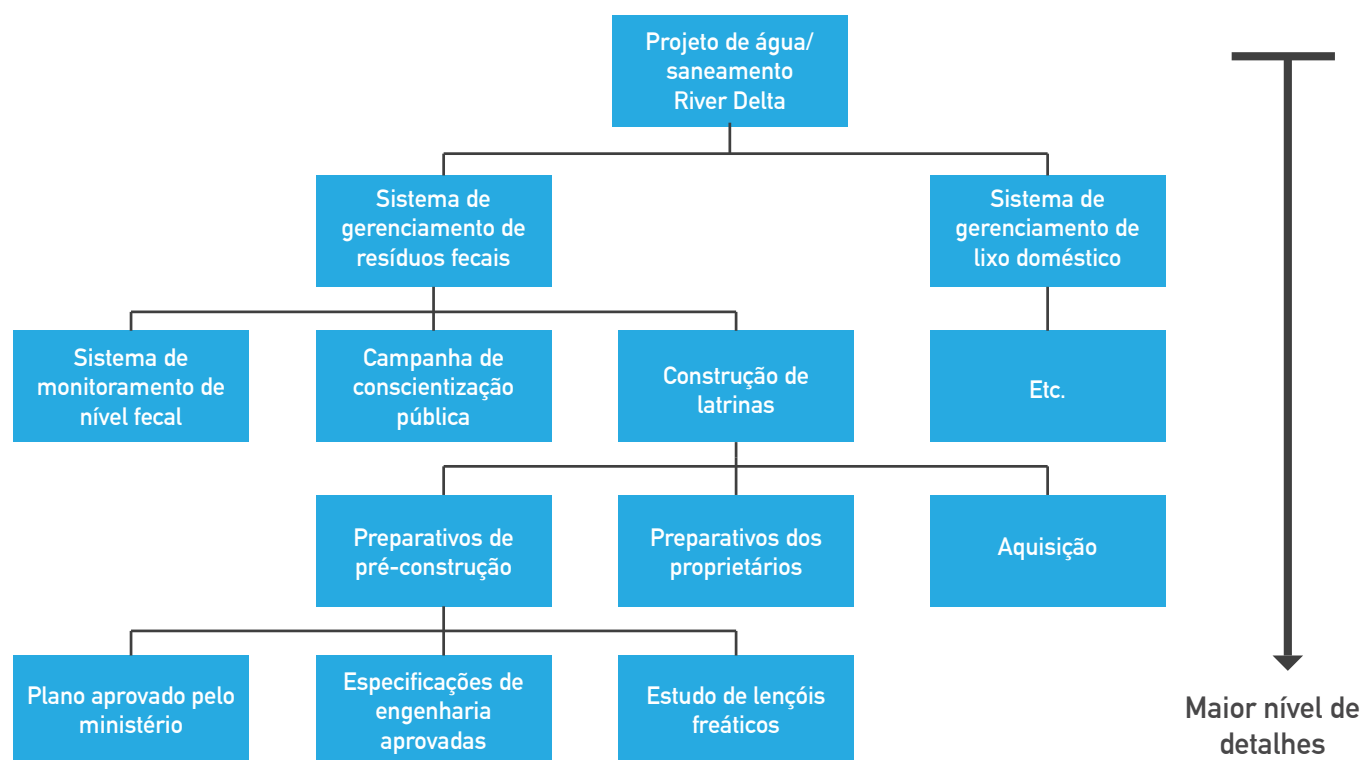 Projeto de água/
saneamento
River Delta
Sistema de
gerenciamento de
resíduos fecais
Sistema de
gerenciamento de
lixo doméstico
Sistema de
monitoramento de
nível fecal
Campanha de
conscientização
pública
Construção de
latrinas
Etc.
Preparativos de
pré-construção
Preparativos dos
proprietários
Aquisição
Plano aprovado pelo
ministério
Especificações de
engenharia
aprovadas
Estudo de lençóis
freáticos
Maior nível de
detalhes